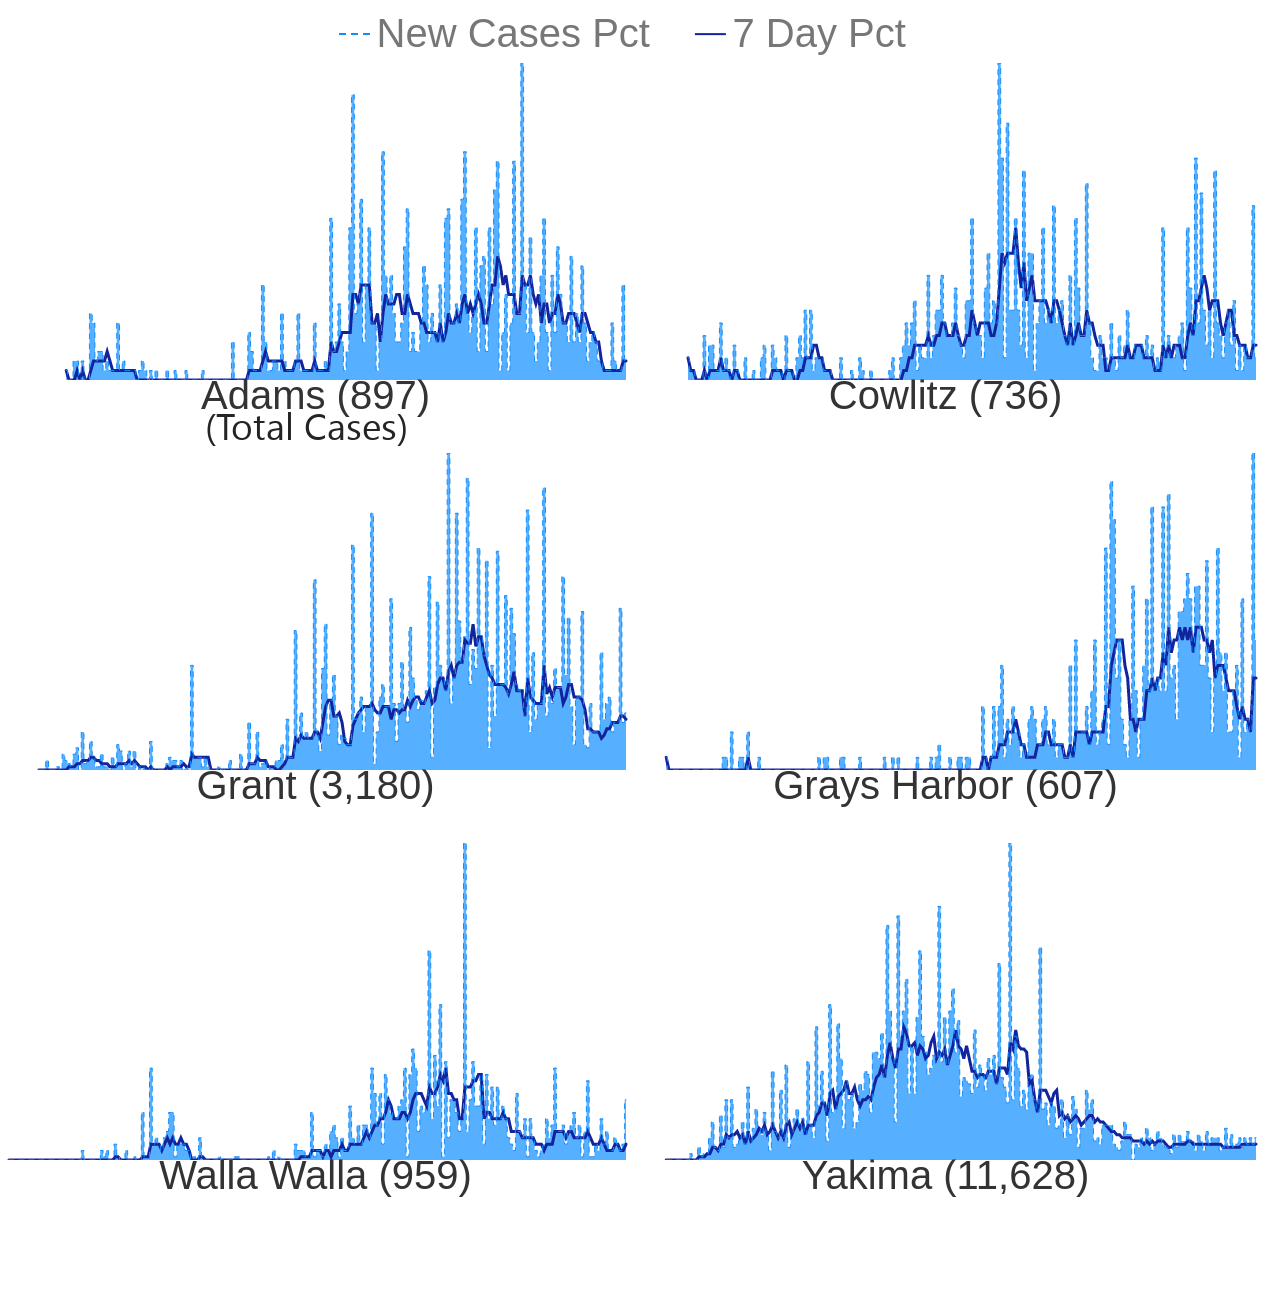 New Cases Pct 7 Day Pct
Adams (897) Cowlitz (736)
(Total Cases)
Grant (3,180) Grays Harbor (607)
Walla Walla (959) Yakima (11,628)